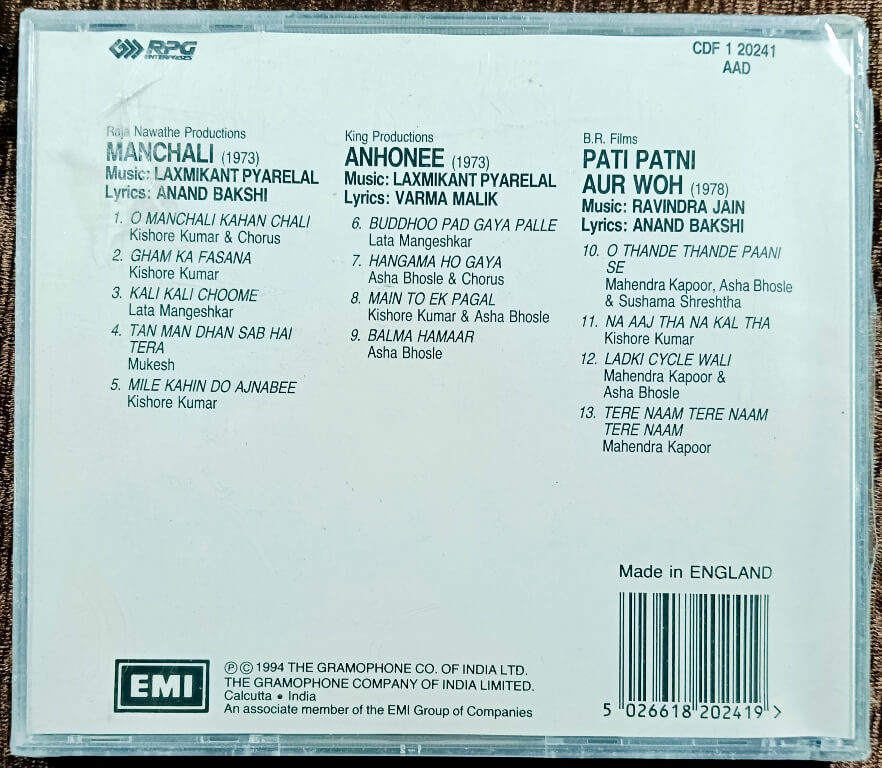 RPG
ENTERPRISES
CDF 1 20241
AAD
Raja Nawathe Productions
MANCHALI (1973)
Music: LAXMIKANT PYARELAL
Lyrics: ANAND BAKSHI
1. O MANCHALI KAHAN CHALI
Kishore Kumar & Chorus
2. GHAM KA FASANA
Kishore Kumar
3. KALI KALI CHOOME
Lata Mangeshkar
4. TAN MAN DHAN SAB HAI
TERA
Mukesh
5. MILE KAHIN DO AJNABEE
Kishore Kumar
King Productions
ANHONEE (1973)
Music: LAXMIKANT PYARELAL
Lyrics: VARMA MALIK
6. BUDDHOO PAD GAYA PALLE
Lata Mangeshkar
7. HANGAMA HO GAYA
Asha Bhosle & Chorus
8. MAIN TO EK PAGAL
Kishore Kumar & Asha Bhosle
9. BALMA HAMAAR
Asha Bhosle
B.R. Films
PATI PATNI
AUR WOH (1978)
Music: RAVINDRA JAIN
Lyrics: ANAND BAKSHI
10. O THANDE THANDE PAANI
SE
Mahendra Kapoor, Asha Bhosle
& Sushama Shreshtha
11. NA AAJ THA NA KAL THA
Kishore Kumar
12. LADKI CYCLE WALI
Mahendra Kapoor &
Asha Bhosle
13. TERE NAAM TERE NAAM
TERE NAAM
Mahendra Kapoor
Made in ENGLAND
5 026618 202419 >
EMI
Ⓟ © 1994 THE GRAMOPHONE CO. OF INDIA LTD.
THE GRAMOPHONE COMPANY OF INDIA LIMITED.
Calcutta • India
An associate member of the EMI Group of Companies